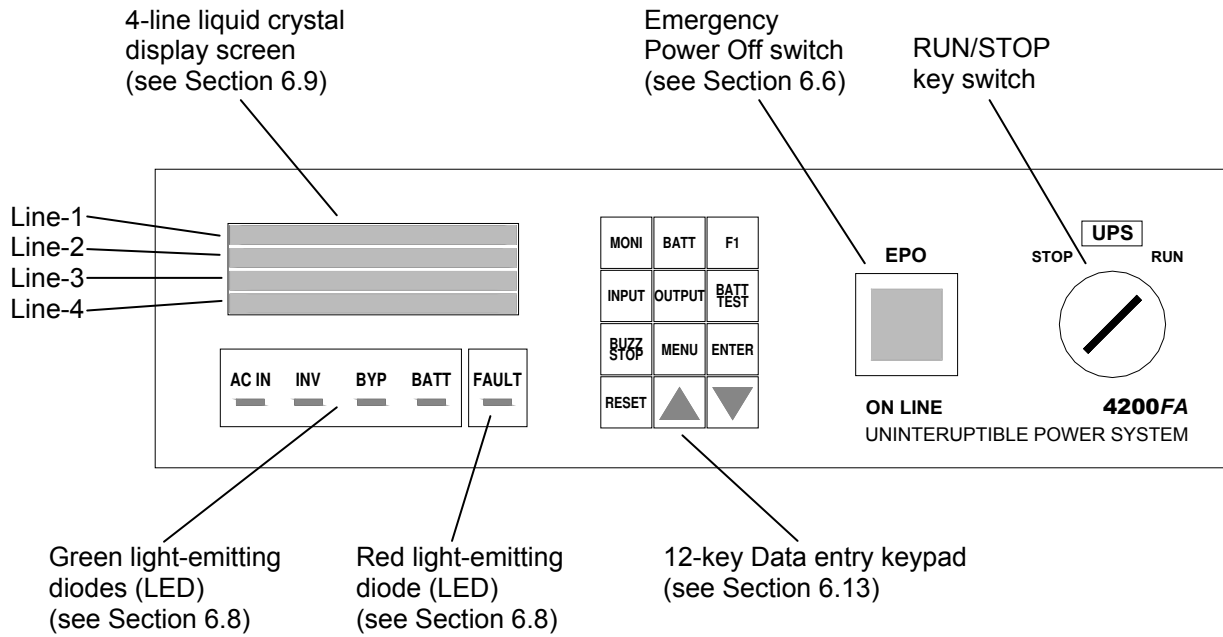 4-line liquid crystal
display screen
(see Section 6.9)
Emergency
Power Off switch
(see Section 6.6)
RUN/STOP
key switch
Line-1
Line-2
Line-3
Line-4
MONI BATT F1
INPUT OUTPUT BATT TEST
BUZZ STOP MENU ENTER
RESET
EPO
UPS
STOP RUN
AC IN INV BYP BATT FAULT
ON LINE
4200FA
UNINTERUPTIBLE POWER SYSTEM
Green light-emitting
diodes (LED)
(see Section 6.8)
Red light-emitting
diode (LED)
(see Section 6.8)
12-key Data entry keypad
(see Section 6.13)